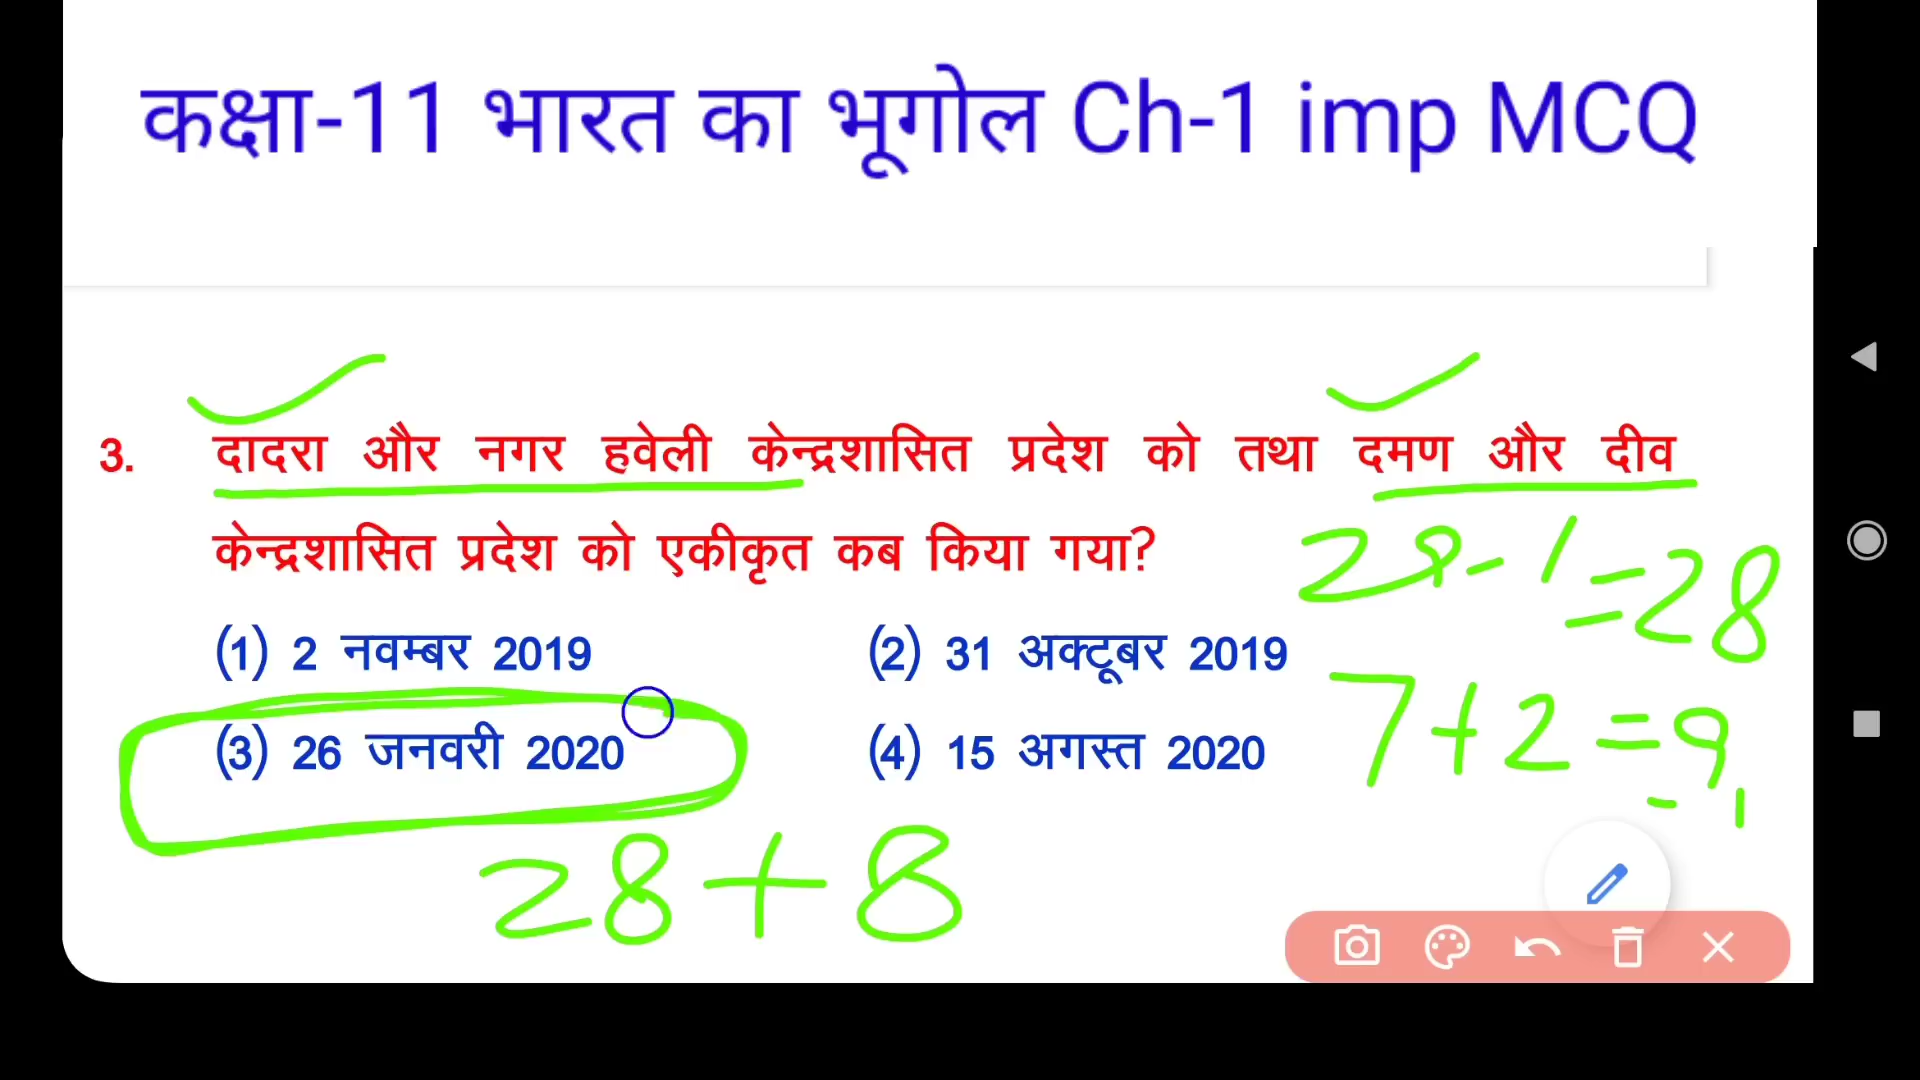 कक्षा-11 भारत का भूगोल Ch-1 imp MCQ
3. दादरा और नगर हवेली केन्द्रशासित प्रदेश को तथा दमण और दीव
केन्द्रशासित प्रदेश को एकीकृत कब किया गया?
29-1=28
(1) 2 नवम्बर 2019 (2) 31 अक्टूबर 2019
(3) 26 जनवरी 2020 (4) 15 अगस्त 2020
7+2=9
28+8